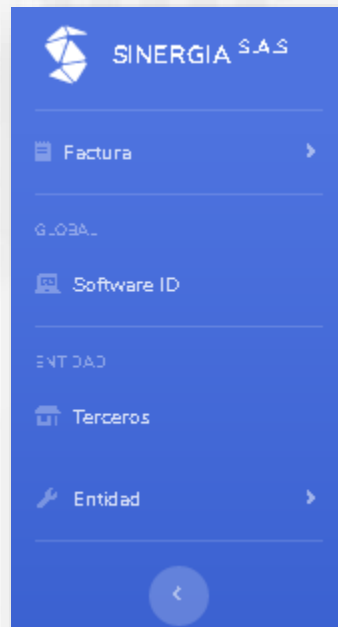 SINERGIA S.A.S
Factura
GLOBAL
Software ID
ENTIDAD
Terceros
Entidad